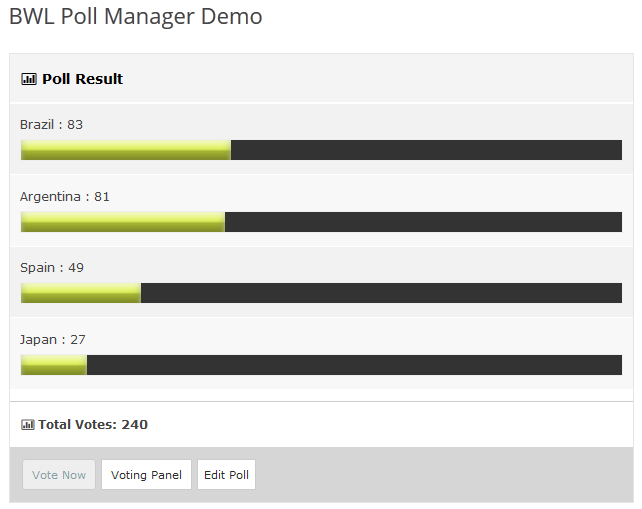 BWL Poll Manager Demo
Poll Result
Brazil : 83
Argentina : 81
Spain : 49
Japan : 27
Total Votes: 240
Vote Now Voting Panel Edit Poll